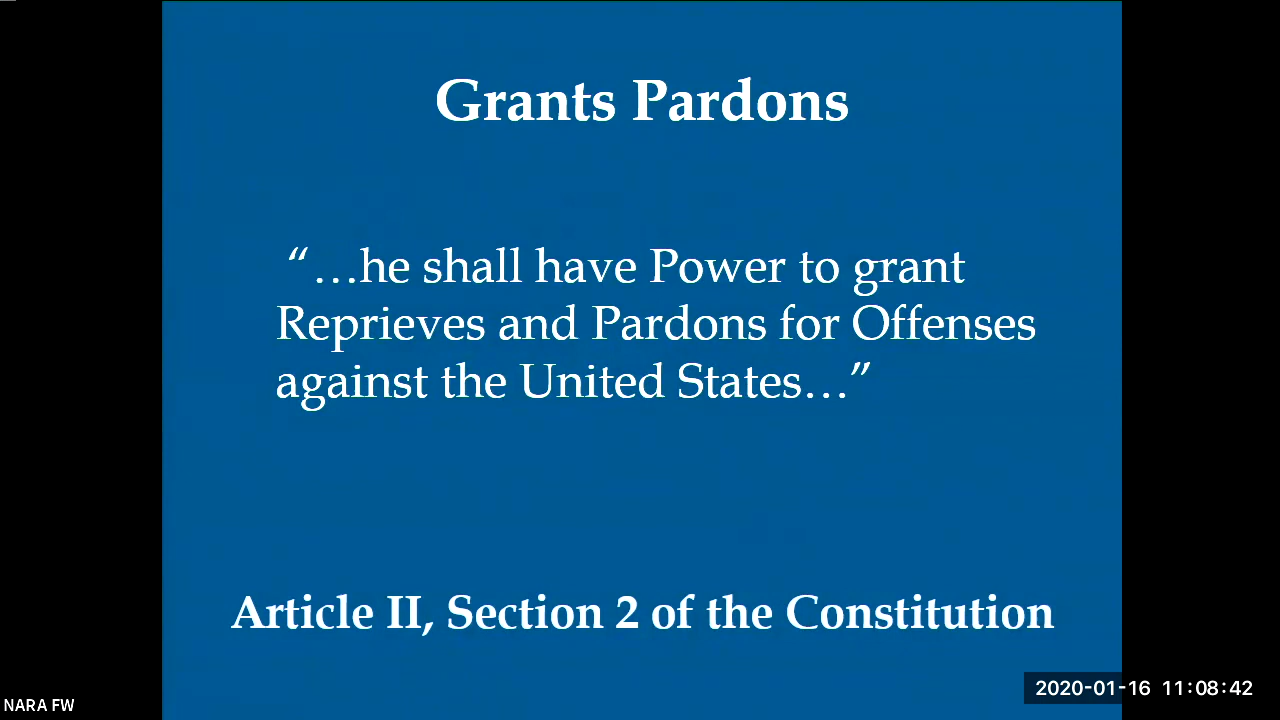 Grants Pardons
“…he shall have Power to grant
Reprieves and Pardons for Offenses
against the United States…”
Article II, Section 2 of the Constitution
2020-01-16 11:08:42
NARA FW